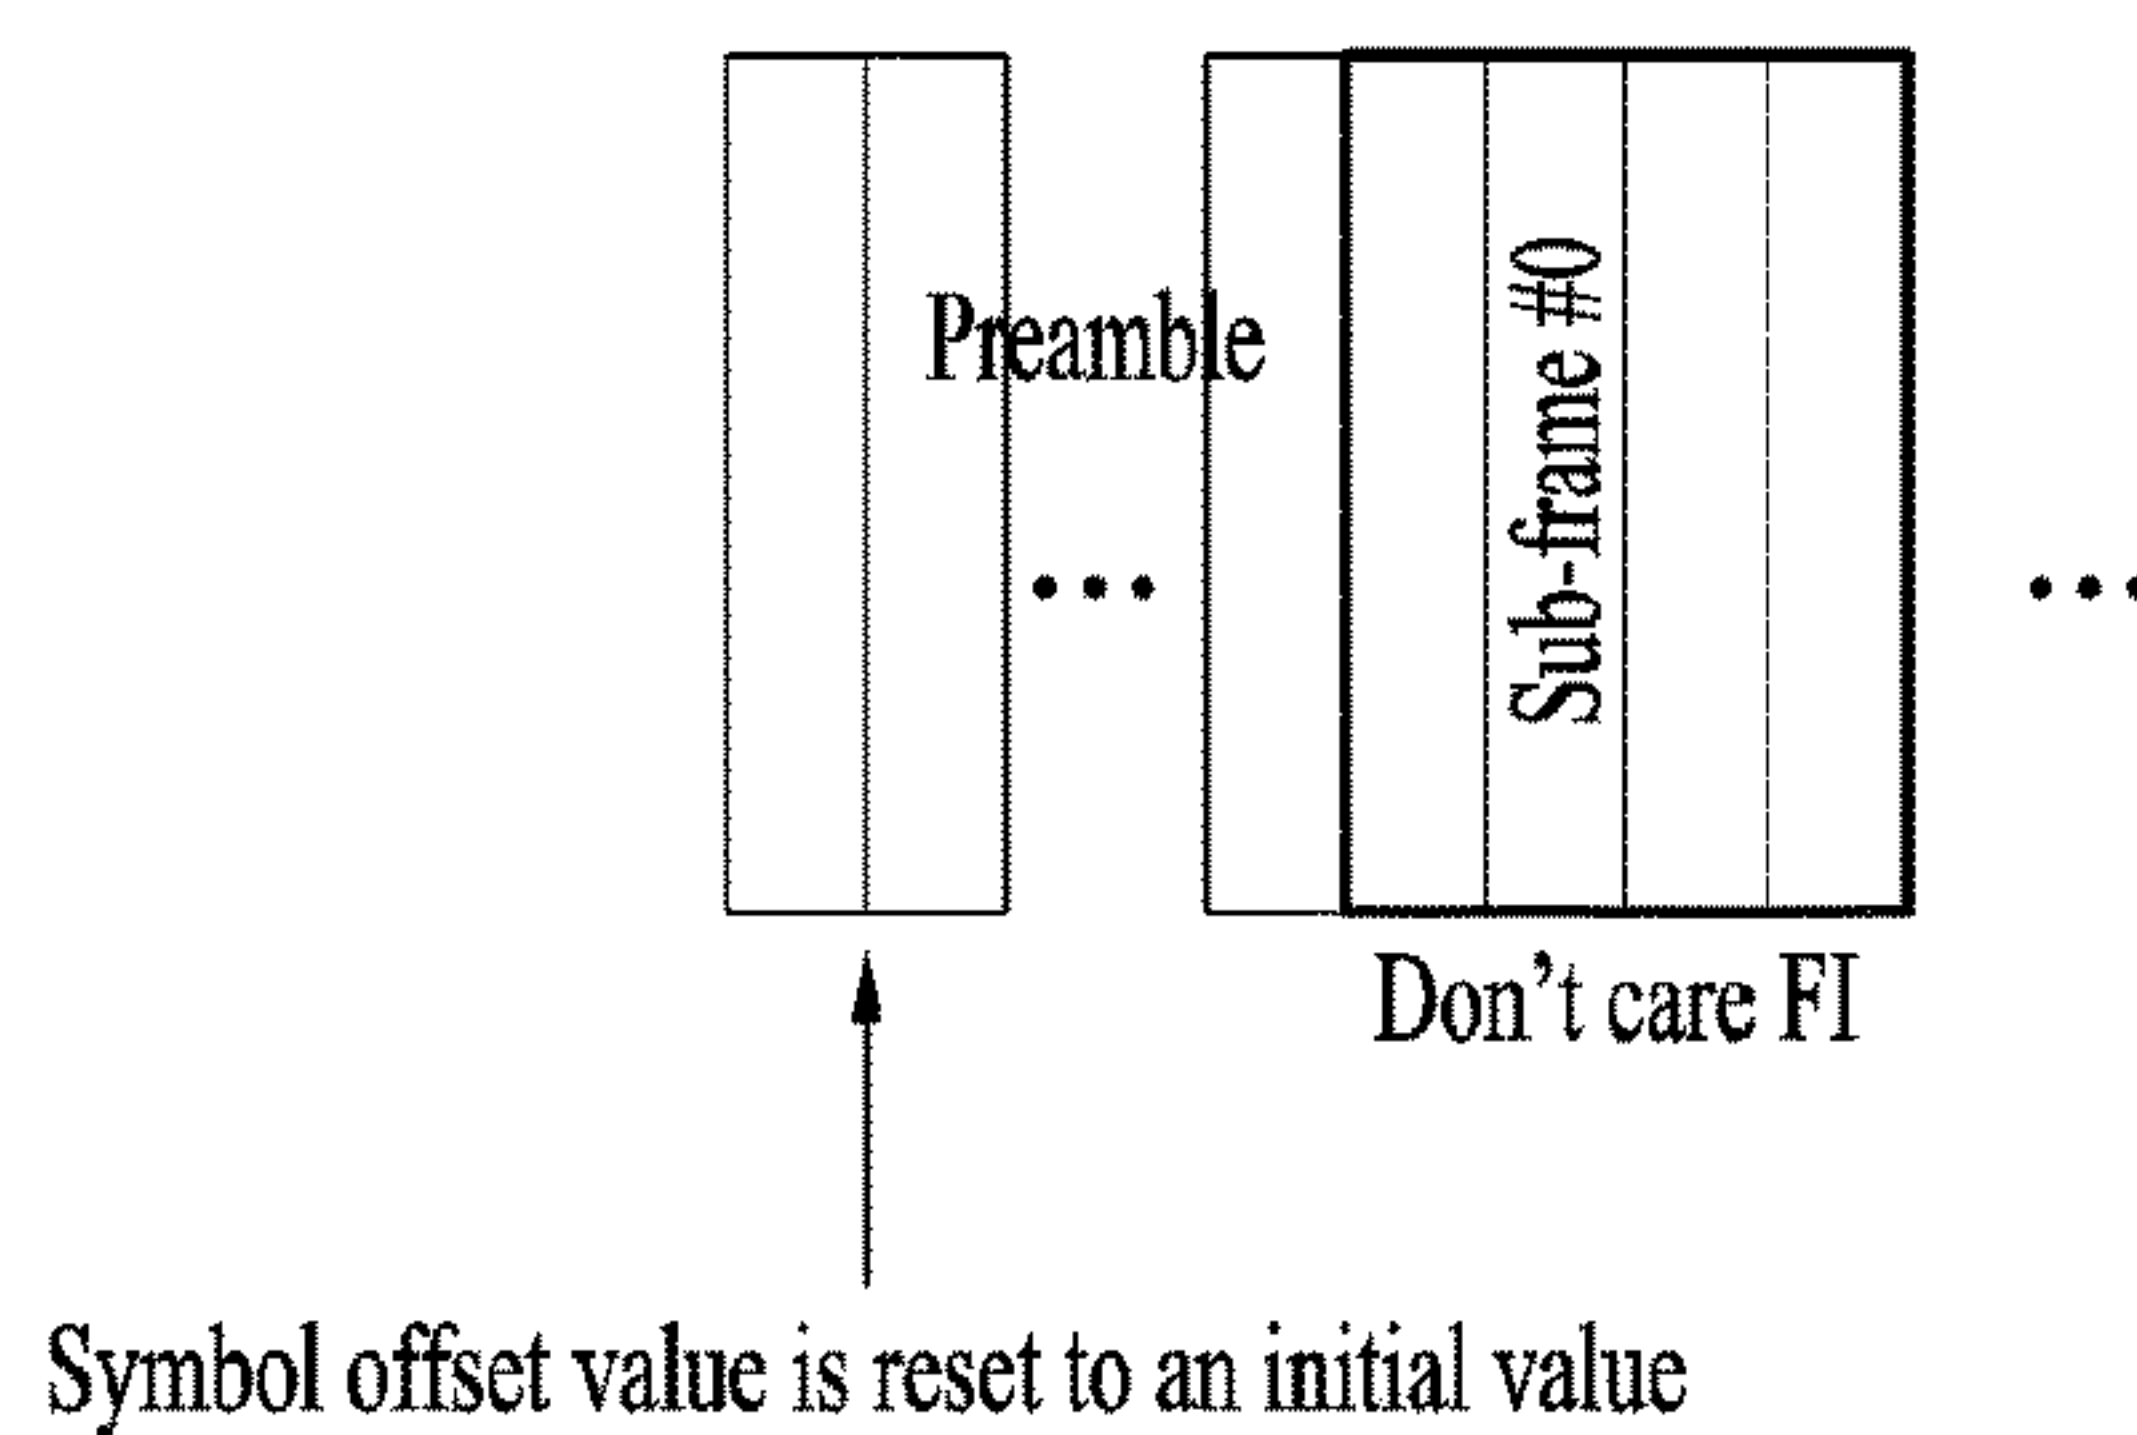 Preamble
Sub-frame #0
Don't care FI
Symbol offset value is reset to an initial value